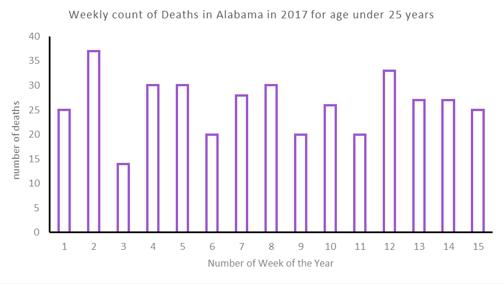 Weekly count of Deaths in Alabama in 2017 for age under 25 years
number of deaths
40
35
30
25
20
15
10
5
0
1 2 3 4 5 6 7 8 9 10 11 12 13 14 15
Number of Week of the Year